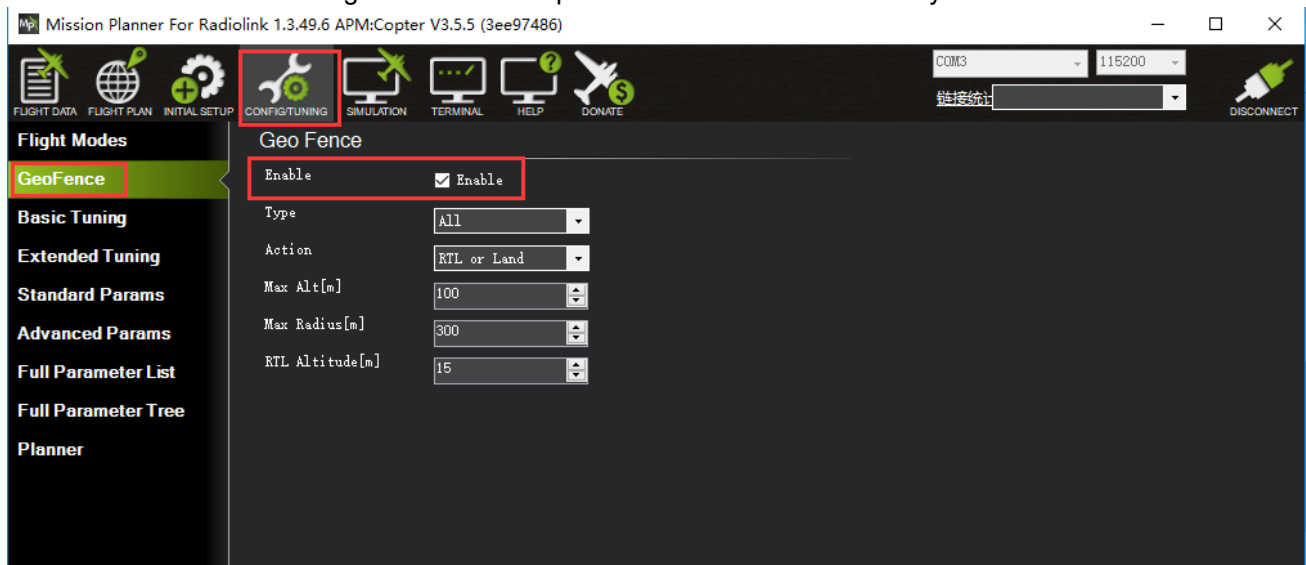 Mission Planner For Radiolink 1.3.49.6 APM:Copter V3.5.5 (3ee97486)
FLIGHT DATA FLIGHT PLAN INITIAL SETUP CONFIG/TUNING SIMULATION TERMINAL HELP DONATE
COM3 115200
链接统计
DISCONNECT
Flight Modes
GeoFence
Basic Tuning
Extended Tuning
Standard Params
Advanced Params
Full Parameter List
Full Parameter Tree
Planner
Geo Fence
Enable Enable
Type All
Action RTL or Land
Max Alt[m] 100
Max Radius[m] 300
RTL Altitude[m] 15